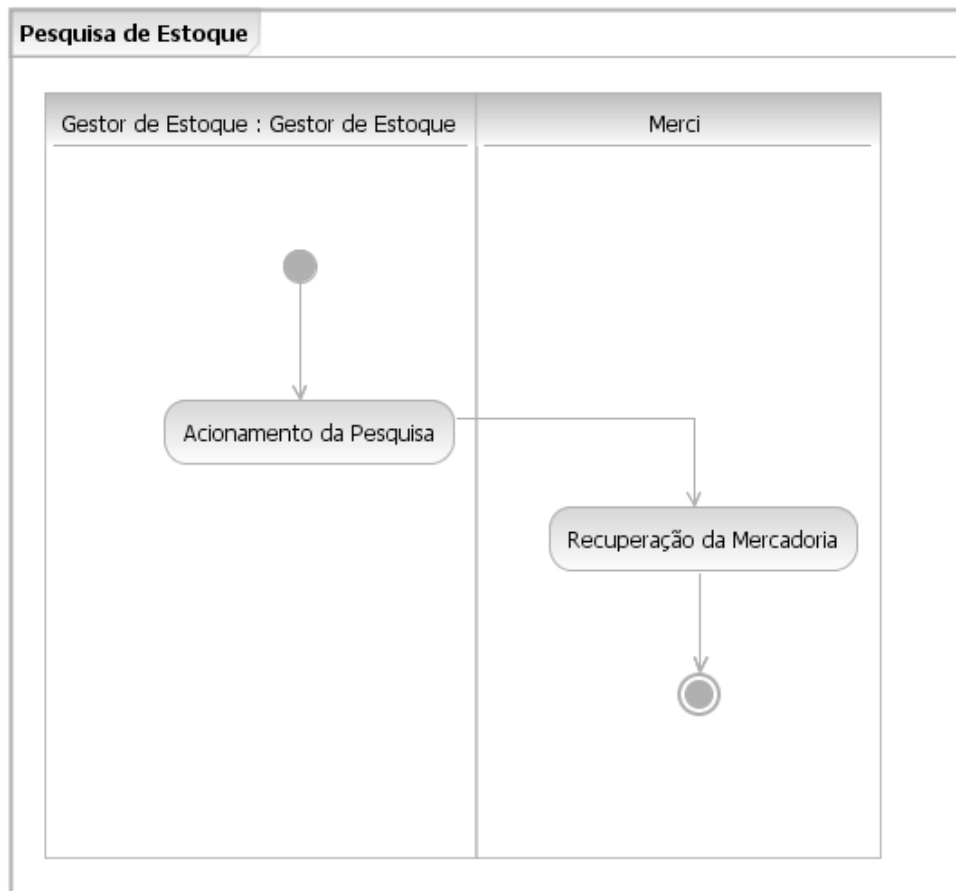 Pesquisa de Estoque
Gestor de Estoque : Gestor de Estoque
Merci
Acionamento da Pesquisa
Recuperação da Mercadoria